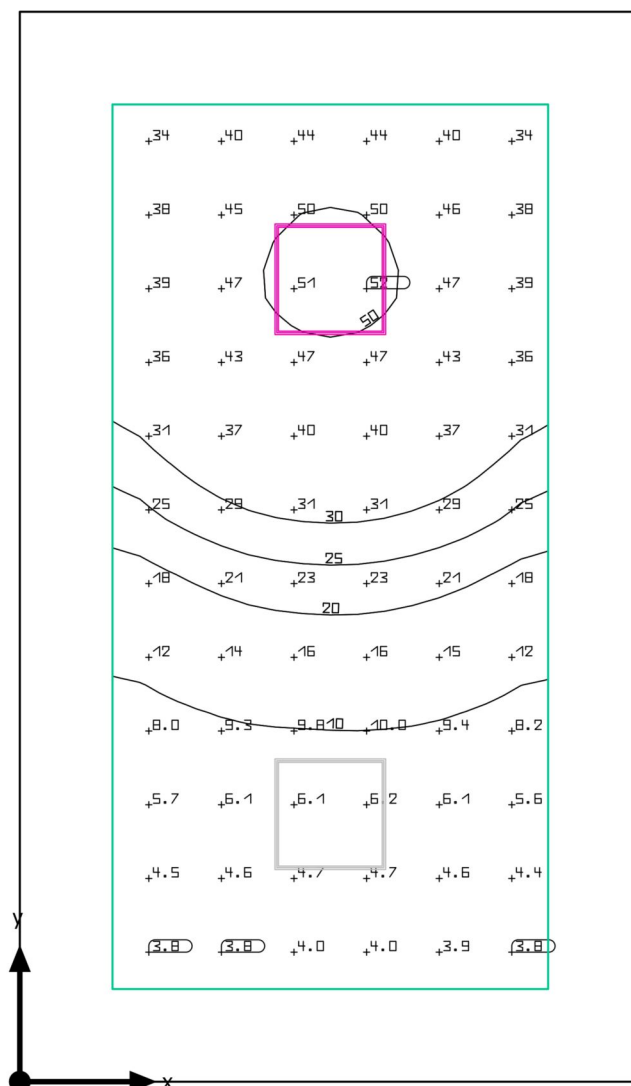 34 40 44 44 40 34
38 45 50 50 46 38
39 47 51 52 47 39
50
36 43 47 47 43 36
31 37 40 40 37 31
25 29 31 31 29 25
30
25
18 21 23 23 21 18
20
12 14 16 16 15 12
8.0 9.3 9.8 10 10.0 9.4 8.2
5.7 6.1 6.1 6.2 6.1 5.6
4.5 4.6 4.7 4.7 4.6 4.4
y
3.8 3.8 4.0 4.0 3.9 3.8
x